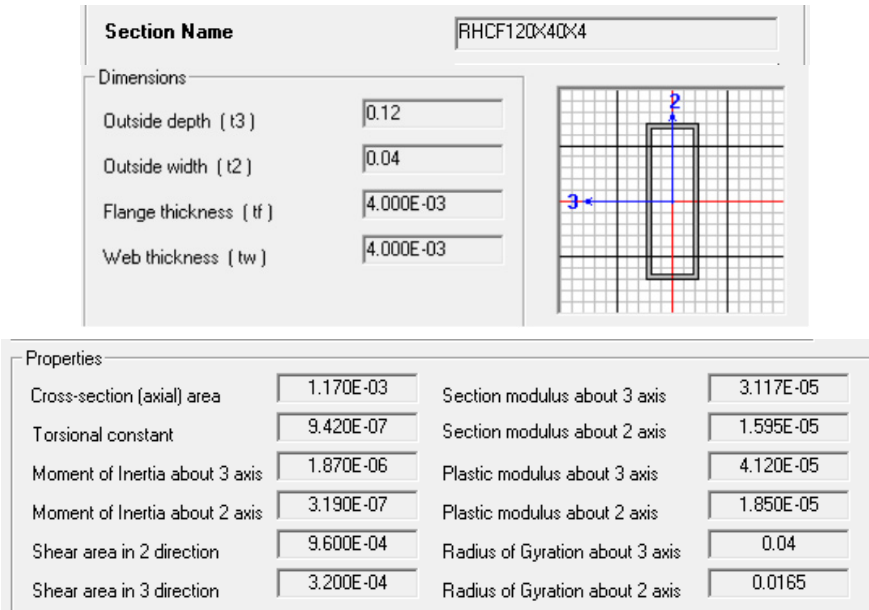 Section Name RHCF120X40X4
Dimensions
Outside depth ( t3 ) 0.12
Outside width ( t2 ) 0.04
Flange thickness ( tf ) 4.000E-03
Web thickness ( tw ) 4.000E-03
2
3
Properties
Cross-section (axial) area 1.170E-03 Section modulus about 3 axis 3.117E-05
Torsional constant 9.420E-07 Section modulus about 2 axis 1.595E-05
Moment of Inertia about 3 axis 1.870E-06 Plastic modulus about 3 axis 4.120E-05
Moment of Inertia about 2 axis 3.190E-07 Plastic modulus about 2 axis 1.850E-05
Shear area in 2 direction 9.600E-04 Radius of Gyration about 3 axis 0.04
Shear area in 3 direction 3.200E-04 Radius of Gyration about 2 axis 0.0165